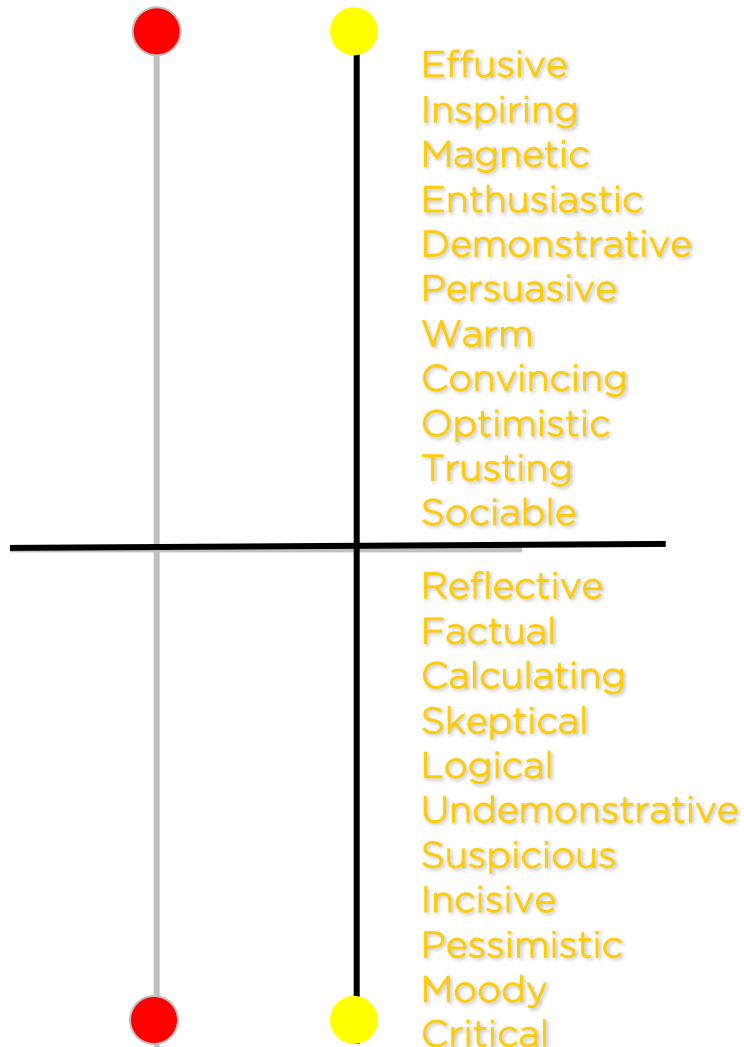 Effusive
Inspiring
Magnetic
Enthusiastic
Demonstrative
Persuasive
Warm
Convincing
Optimistic
Trusting
Sociable
Reflective
Factual
Calculating
Skeptical
Logical
Undemonstrative
Suspicious
Incisive
Pessimistic
Moody
Critical